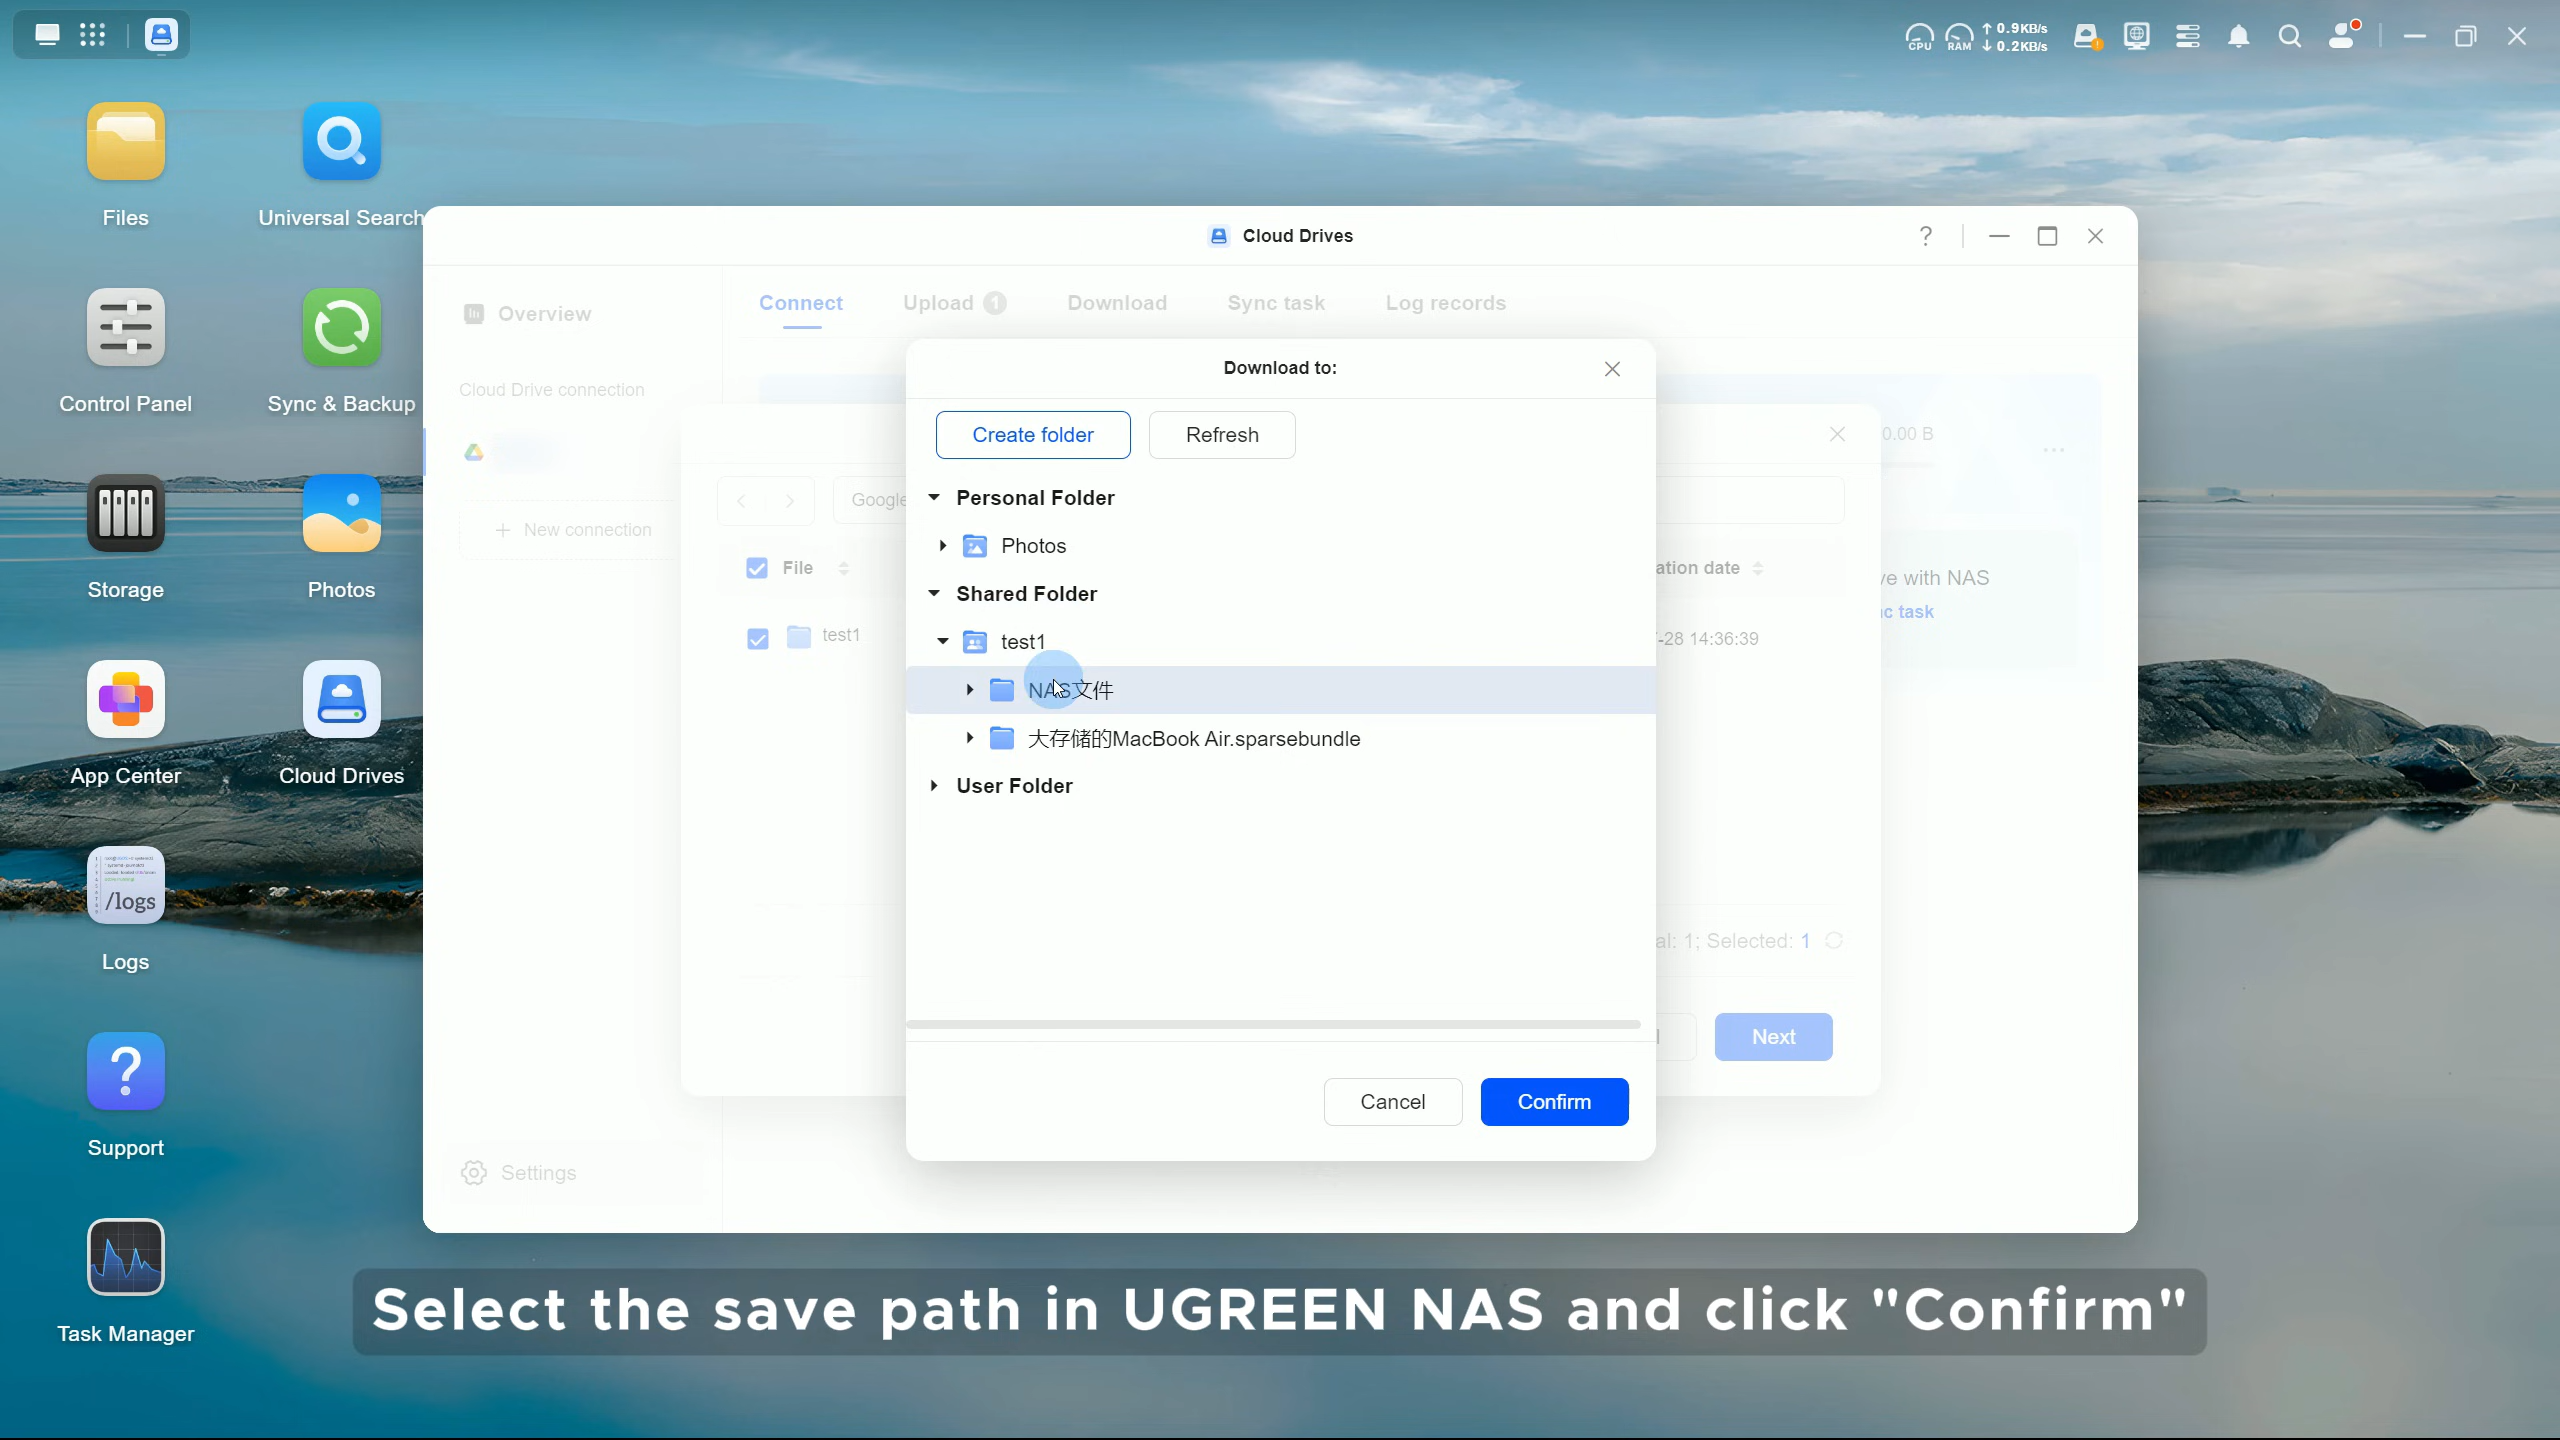 CPU
RAM
0.9KB/s
0.2KB/s
Files
Universal Search
Control Panel
Sync & Backup
Storage
Photos
App Center
Cloud Drives
/logs
Logs
Support
Task Manager
Cloud Drives
Overview
Connect
Upload 1
Download
Sync task
Log records
Cloud Drive connection
New connection
Settings
0.00 B
ve with NAS
nc task
Google
File
ation date
test1
-28 14:36:39
al: 1; Selected: 1
Next
Download to:
Create folder
Refresh
Personal Folder
Photos
Shared Folder
test1
NAS文件
大存储的MacBook Air.sparsebundle
User Folder
Cancel
Confirm
Select the save path in UGREEN NAS and click "Confirm"